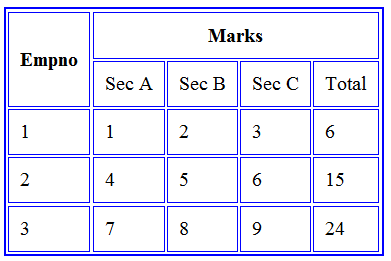 Empno Marks
Sec A Sec B Sec C Total
1 1 2 3 6
2 4 5 6 15
3 7 8 9 24